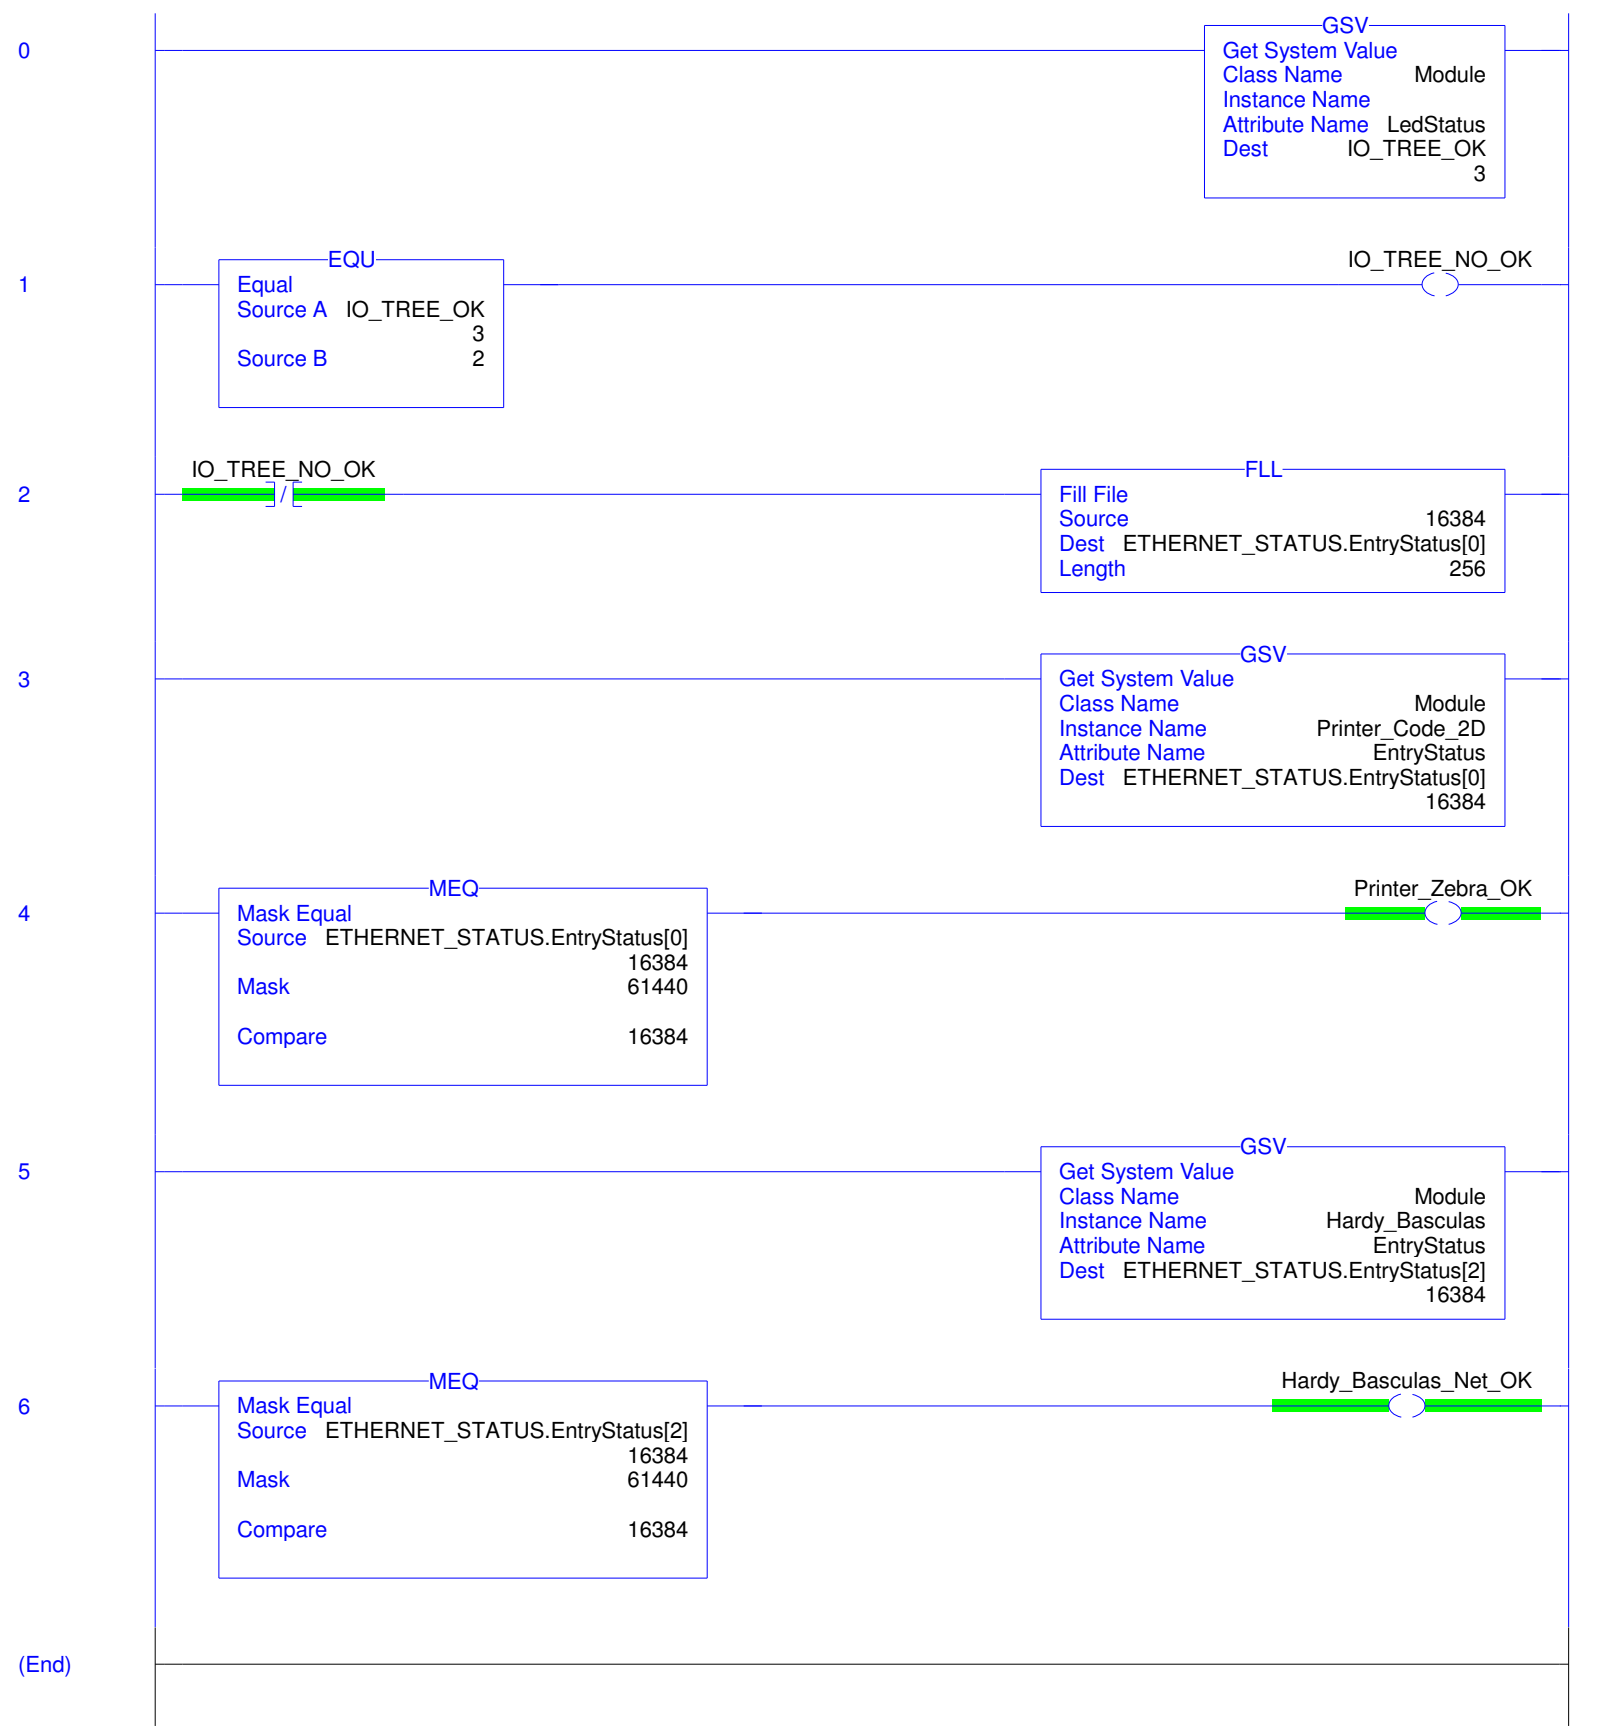 0
GSV
Get System Value
Class Name Module
Instance Name
Attribute Name LedStatus
Dest IO_TREE_OK
3
1
EQU
Equal
Source A IO_TREE_OK
3
Source B 2
IO_TREE_NO_OK
2
IO_TREE_NO_OK
/
FLL
Fill File
Source 16384
Dest ETHERNET_STATUS.EntryStatus[0]
Length 256
3
GSV
Get System Value
Class Name Module
Instance Name Printer_Code_2D
Attribute Name EntryStatus
Dest ETHERNET_STATUS.EntryStatus[0]
16384
4
MEQ
Mask Equal
Source ETHERNET_STATUS.EntryStatus[0]
16384
Mask 61440
Compare 16384
Printer_Zebra_OK
5
GSV
Get System Value
Class Name Module
Instance Name Hardy_Basculas
Attribute Name EntryStatus
Dest ETHERNET_STATUS.EntryStatus[2]
16384
6
MEQ
Mask Equal
Source ETHERNET_STATUS.EntryStatus[2]
16384
Mask 61440
Compare 16384
Hardy_Basculas_Net_OK
(End)